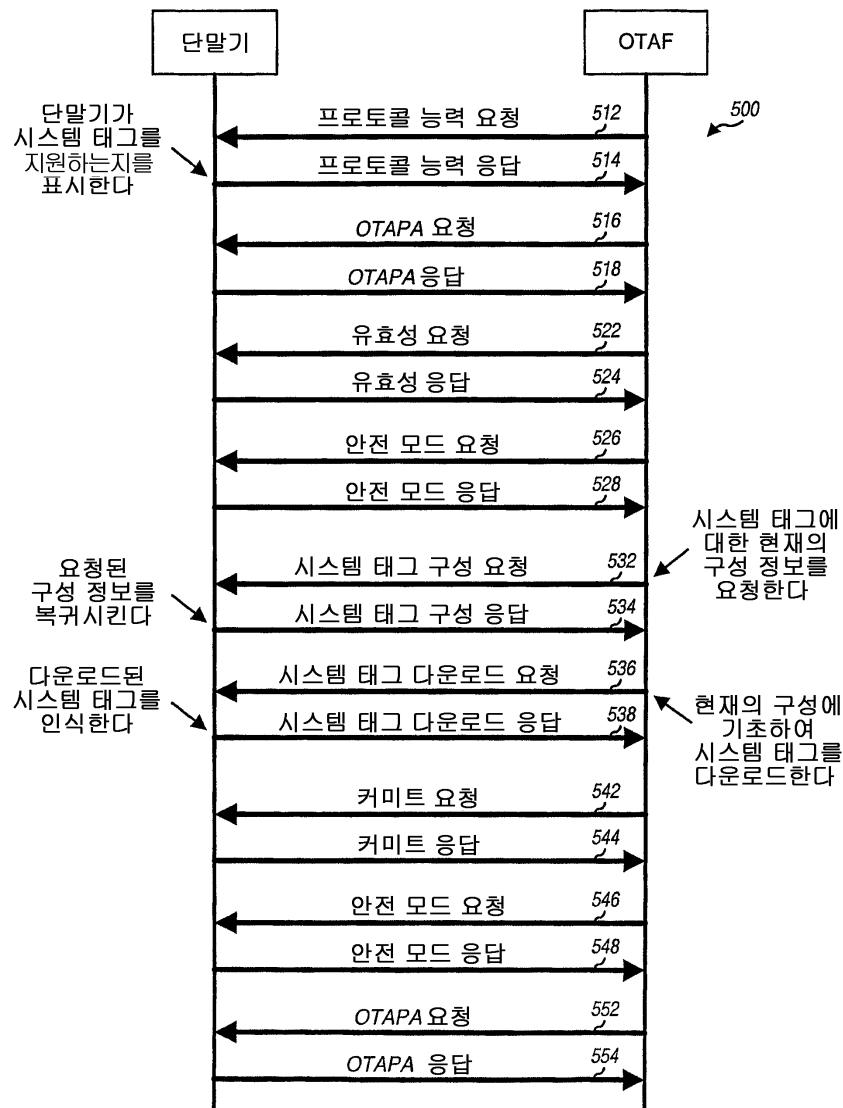 단말기
OTAF
500
단말기가
시스템 태그를
지원하는지를
표시한다
프로토콜 능력 요청 512
프로토콜 능력 응답 514
OTAPA 요청 516
OTAPA 응답 518
유효성 요청 522
유효성 응답 524
안전 모드 요청 526
안전 모드 응답 528
시스템 태그에
대한 현재의
구성 정보를
요청한다
요청된
구성 정보를
복귀시킨다
시스템 태그 구성 요청 532
시스템 태그 구성 응답 534
다운로드된
시스템 태그를
인식한다
시스템 태그 다운로드 요청 536
시스템 태그 다운로드 응답 538
현재의 구성에
기초하여
시스템 태그를
다운로드한다
커미트 요청 542
커미트 응답 544
안전 모드 요청 546
안전 모드 응답 548
OTAPA 요청 552
OTAPA 응답 554